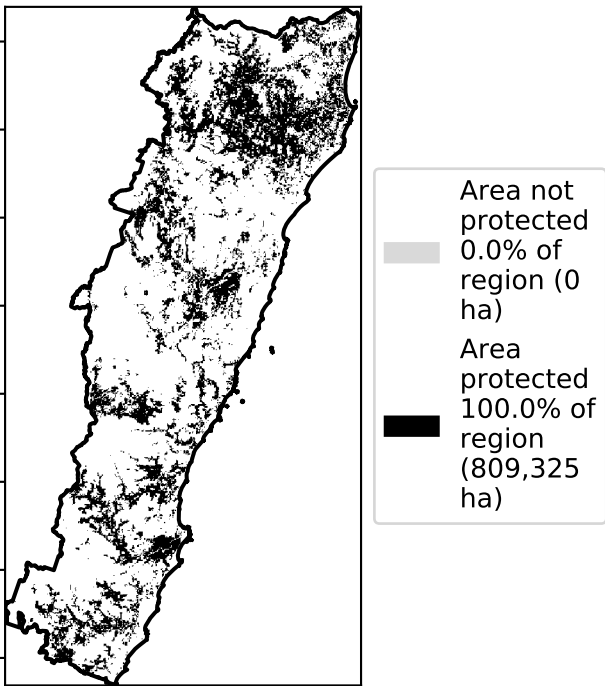 Area not
protected
0.0% of
region (0
ha)
Area
protected
100.0% of
region
(809,325
ha)